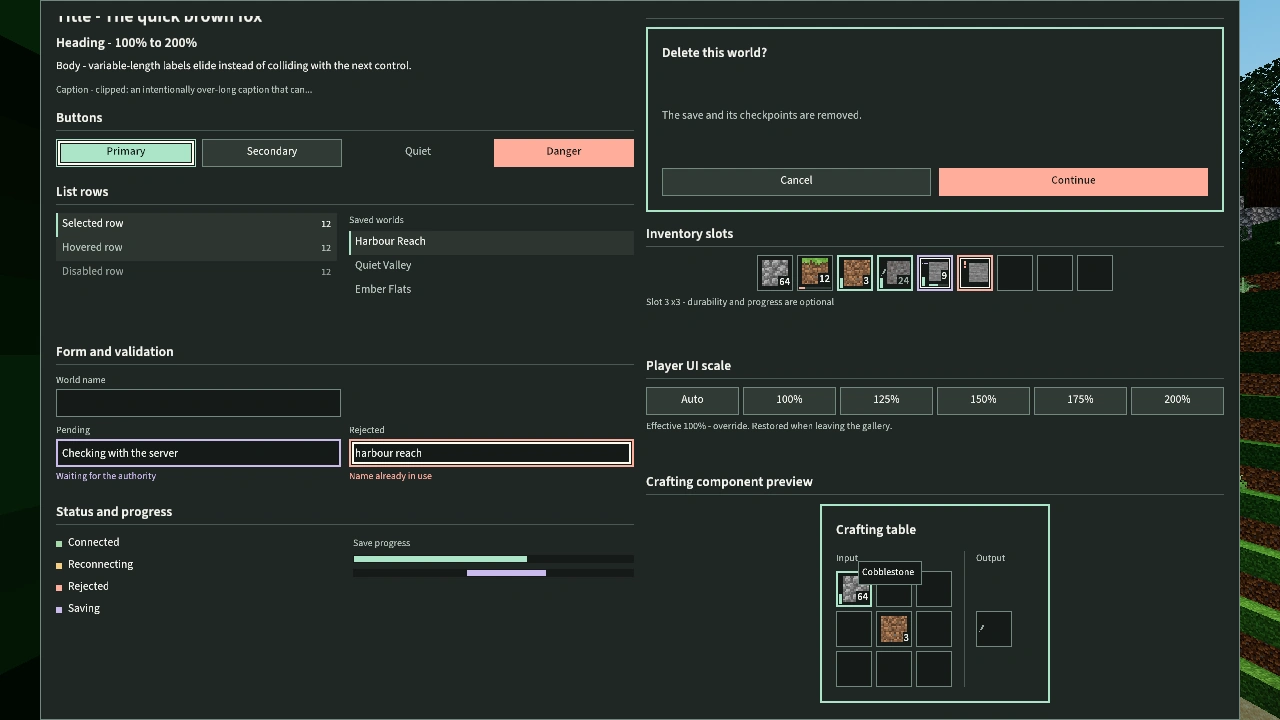 Title - The quick brown fox
Heading - 100% to 200%
Body - variable-length labels elide instead of colliding with the next control.
Caption - clipped: an intentionally over-long caption that can...
Buttons
Primary
Secondary
Quiet
Danger
List rows
Selected row 12
Hovered row 12
Disabled row 12
Saved worlds
Harbour Reach
Quiet Valley
Ember Flats
Form and validation
World name
Pending
Checking with the server
Waiting for the authority
Rejected
harbour reach
Name already in use
Status and progress
Connected
Reconnecting
Rejected
Saving
Save progress
Delete this world?
The save and its checkpoints are removed.
Cancel
Continue
Inventory slots
64
12
3
24
9
!
Slot 3 x3 - durability and progress are optional
Player UI scale
Auto
100%
125%
150%
175%
200%
Effective 100% - override. Restored when leaving the gallery.
Crafting component preview
Crafting table
Input
Output
Cobblestone
64
3